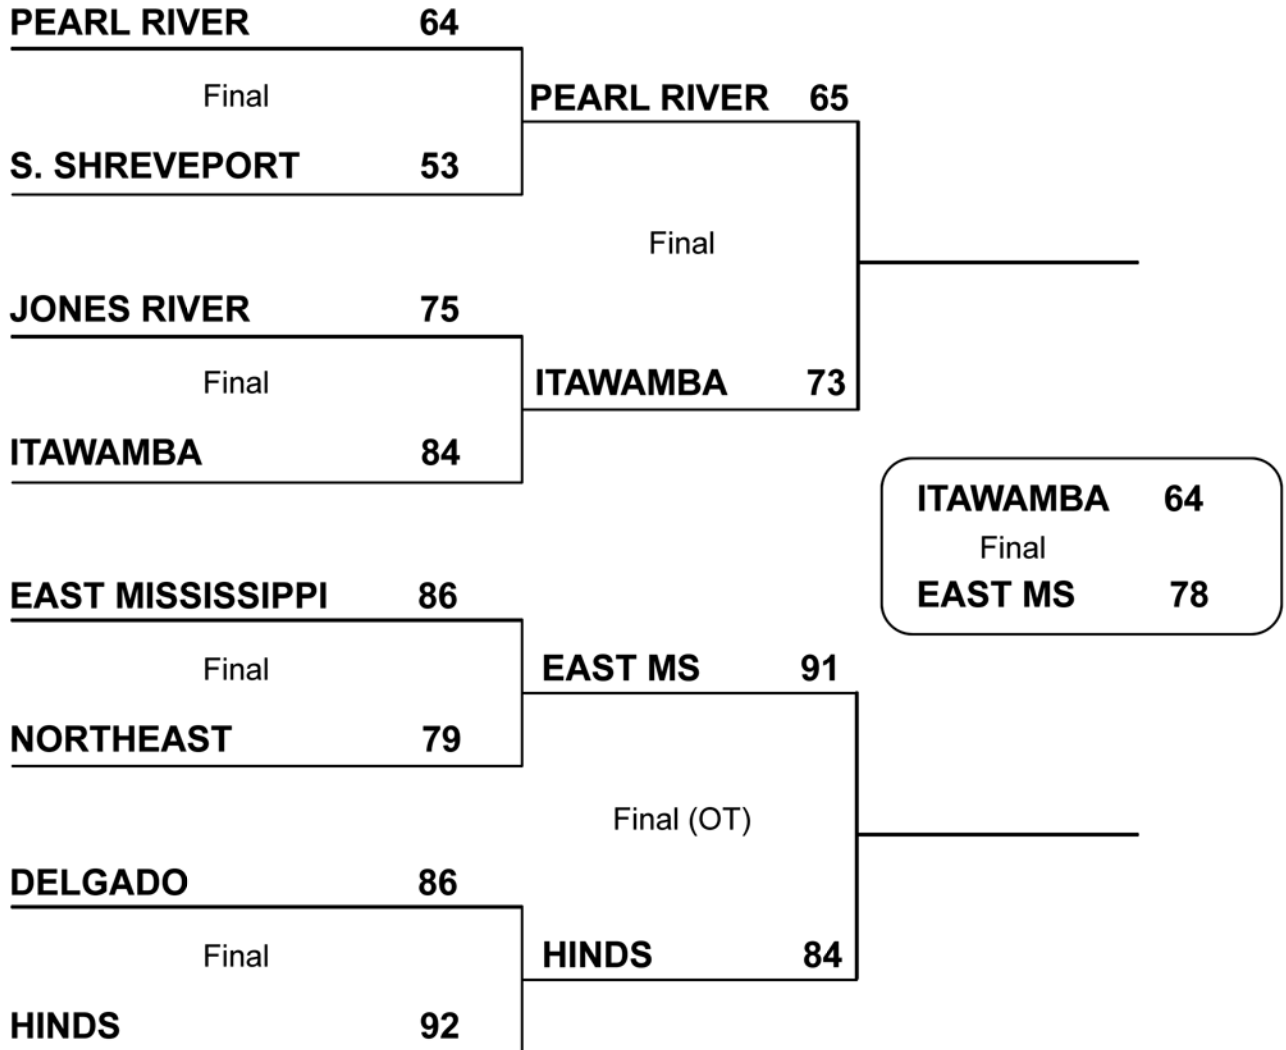 PEARL RIVER 64
Final
S. SHREVEPORT 53
PEARL RIVER 65
Final
ITAWAMBA 73
JONES RIVER 75
Final
ITAWAMBA 84
ITAWAMBA 64
Final
EAST MS 78
EAST MISSISSIPPI 86
Final
NORTHEAST 79
EAST MS 91
Final (OT)
HINDS 84
DELGADO 86
Final
HINDS 92